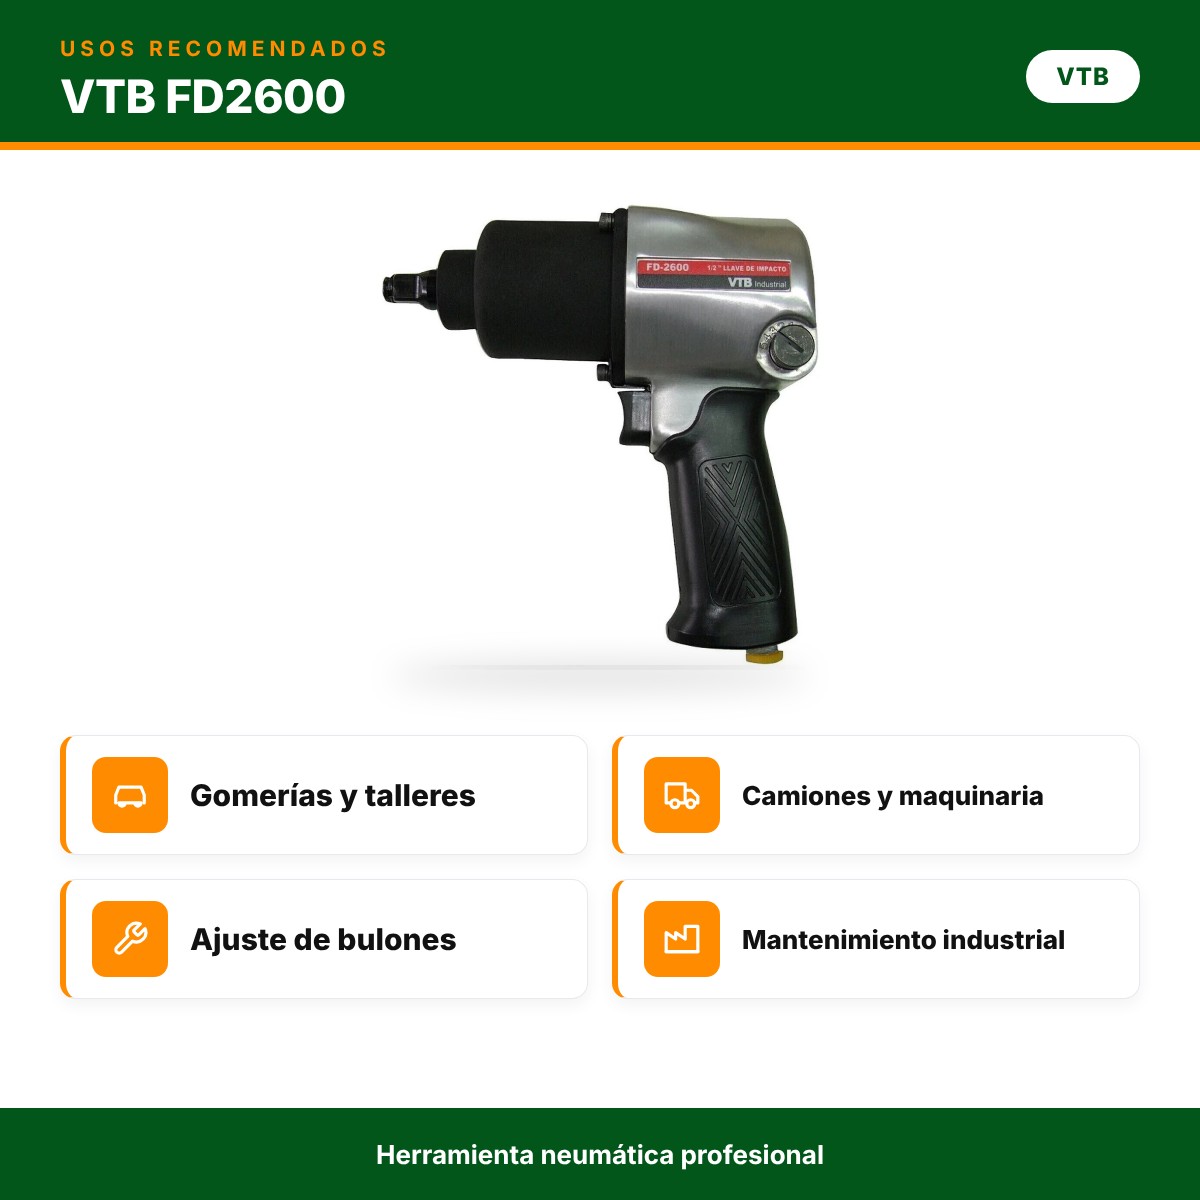 USOS RECOMENDADOS
VTB FD2600
VTB
FD-2600 1/2" LLAVE DE IMPACTO
VTB Industrial
Gomerías y talleres
Camiones y maquinaria
Ajuste de bulones
Mantenimiento industrial
Herramienta neumática profesional